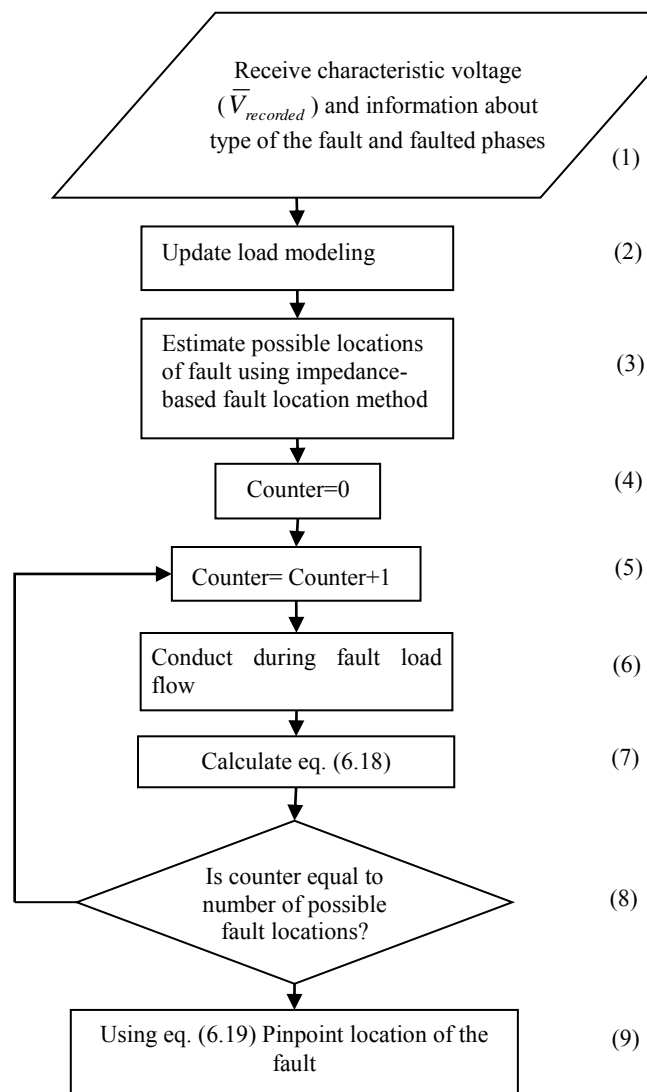 Receive characteristic voltage
(V̅recorded) and information about
type of the fault and faulted phases
(1)
Update load modeling
(2)
Estimate possible locations
of fault using impedance-
based fault location method
(3)
Counter=0
(4)
Counter= Counter+1
(5)
Conduct during fault load
flow
(6)
Calculate eq. (6.18)
(7)
Is counter equal to
number of possible
fault locations?
(8)
Using eq. (6.19) Pinpoint location of the
fault
(9)